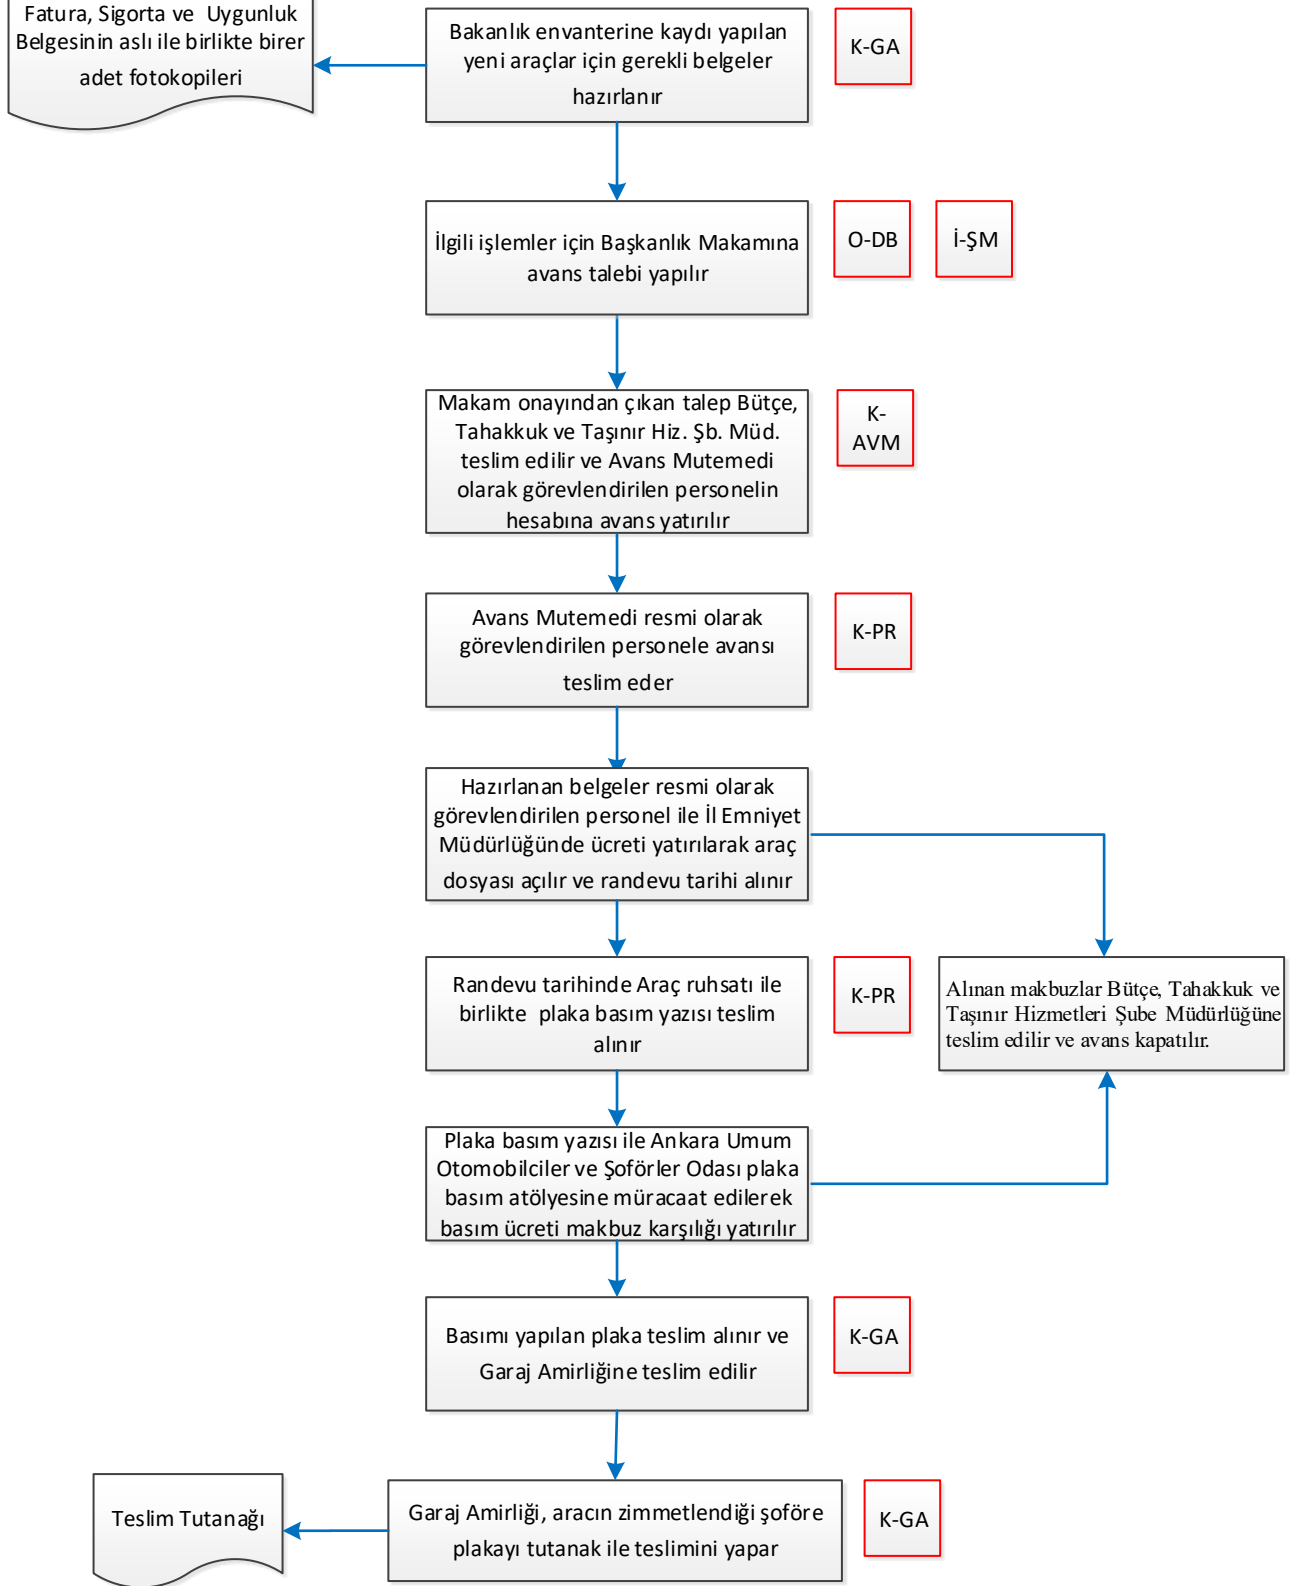 Fatura, Sigorta ve Uygunluk
Belgesinin aslı ile birlikte birer
adet fotokopileri
Bakanlık envanterine kaydı yapılan
yeni araçlar için gerekli belgeler
hazırlanır
K-GA
İlgili işlemler için Başkanlık Makamına
avans talebi yapılır
O-DB
İ-ŞM
Makam onayından çıkan talep Bütçe,
Tahakkuk ve Taşınır Hiz. Şb. Müd.
teslim edilir ve Avans Mutemedi
olarak görevlendirilen personelin
hesabına avans yatırılır
K-
AVM
Avans Mutemedi resmi olarak
görevlendirilen personele avansı
teslim eder
K-PR
Hazırlanan belgeler resmi olarak
görevlendirilen personel ile İl Emniyet
Müdürlüğünde ücreti yatırılarak araç
dosyası açılır ve randevu tarihi alınır
Randevu tarihinde Araç ruhsatı ile
birlikte plaka basım yazısı teslim
alınır
K-PR
Alınan makbuzlar Bütçe, Tahakkuk ve
Taşınır Hizmetleri Şube Müdürlüğüne
teslim edilir ve avans kapatılır.
Plaka basım yazısı ile Ankara Umum
Otomobilciler ve Şoförler Odası plaka
basım atölyesine müracaat edilerek
basım ücreti makbuz karşılığı yatırılır
Basımı yapılan plaka teslim alınır ve
Garaj Amirliğine teslim edilir
K-GA
Teslim Tutanağı
Garaj Amirliği, aracın zimmetlendiği şoföre
plakayı tutanak ile teslimini yapar
K-GA